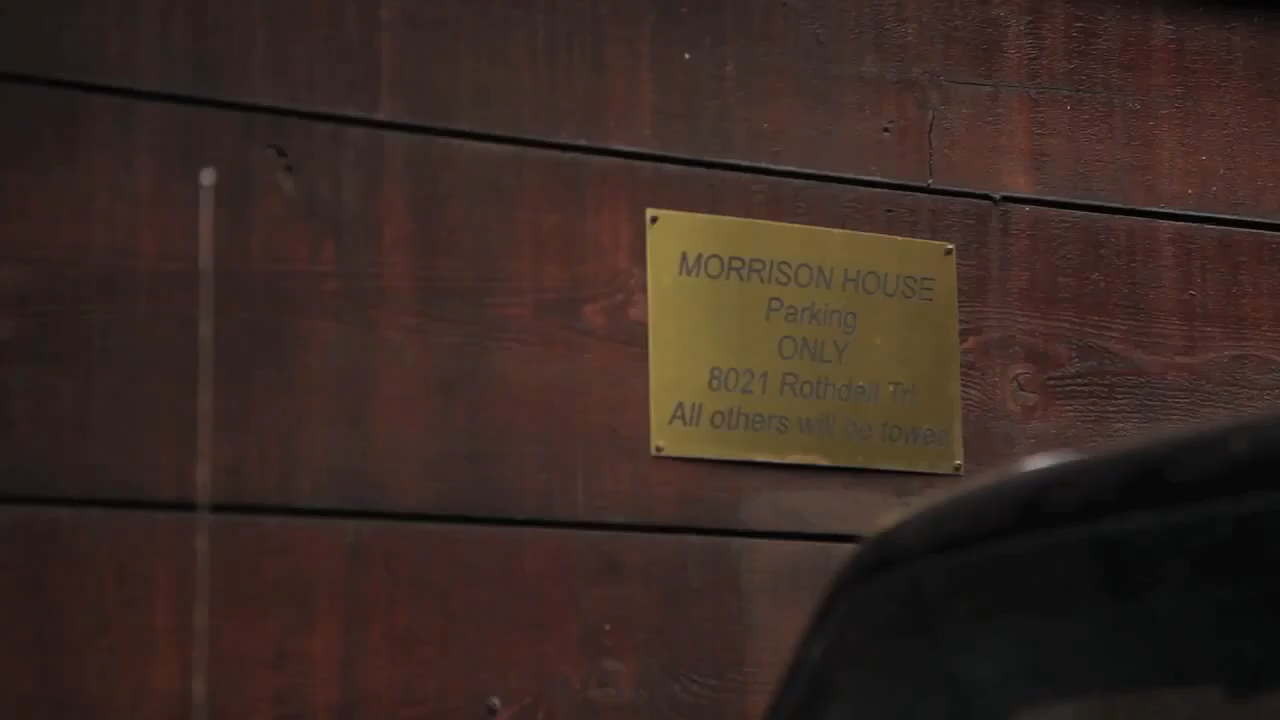 MORRISON HOUSE
Parking
ONLY
8021 Rothdell Trl
All others will be towed